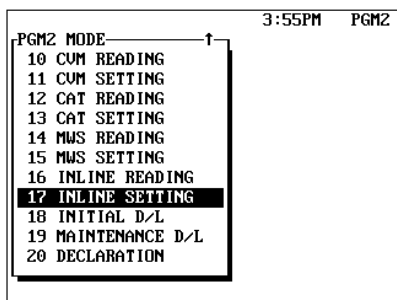 3:55PM PGM2
PGM2 MODE ↑
10 CVM READING
11 CVM SETTING
12 CAT READING
13 CAT SETTING
14 MWS READING
15 MWS SETTING
16 INLINE READING
17 INLINE SETTING
18 INITIAL D/L
19 MAINTENANCE D/L
20 DECLARATION